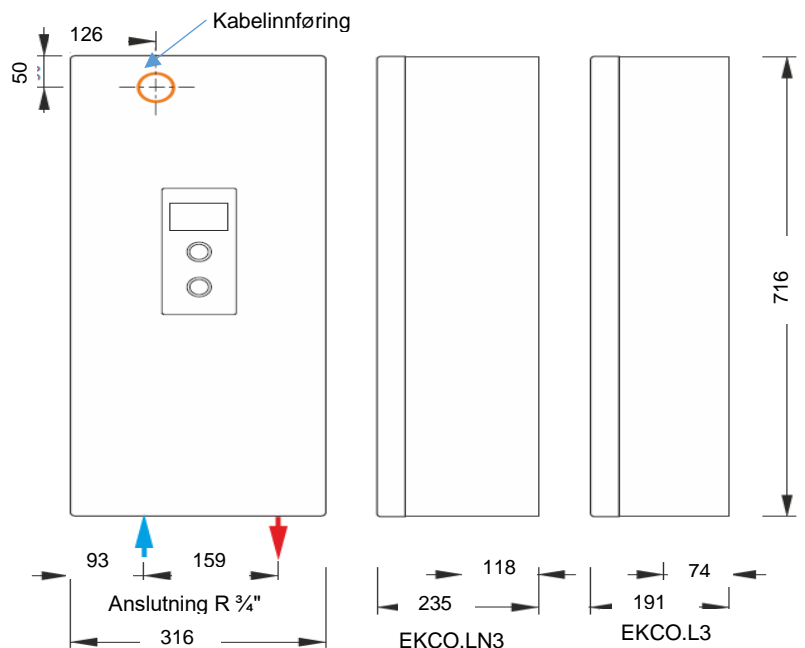 126
Kabelinnføring
50
716
93
159
118
74
Anslutning R ¾"
235
191
316
EKCO.LN3
EKCO.L3